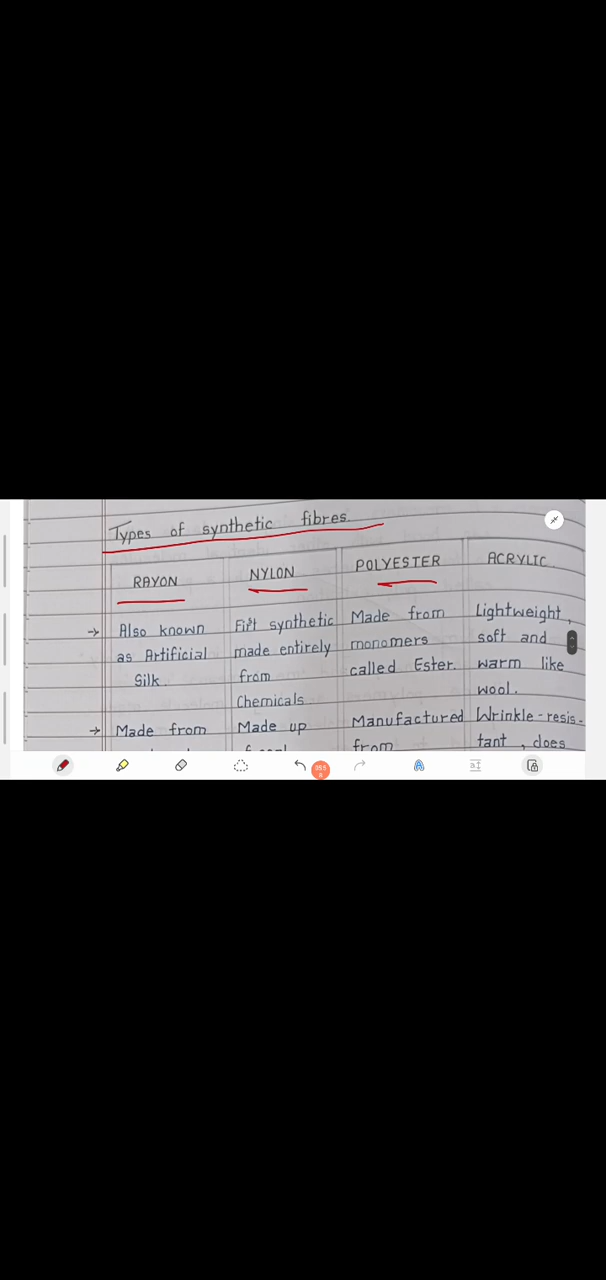 Types of synthetic fibres.
RAYON NYLON POLYESTER ACRYLIC
→ Also known as Artificial Silk.
Firt synthetic made entirely from Chemicals
Made from monomers called Ester.
Lightweight, soft and warm like wool.
→ Made from
Made up
Manufactured from
Wrinkle-resis-
tant, does